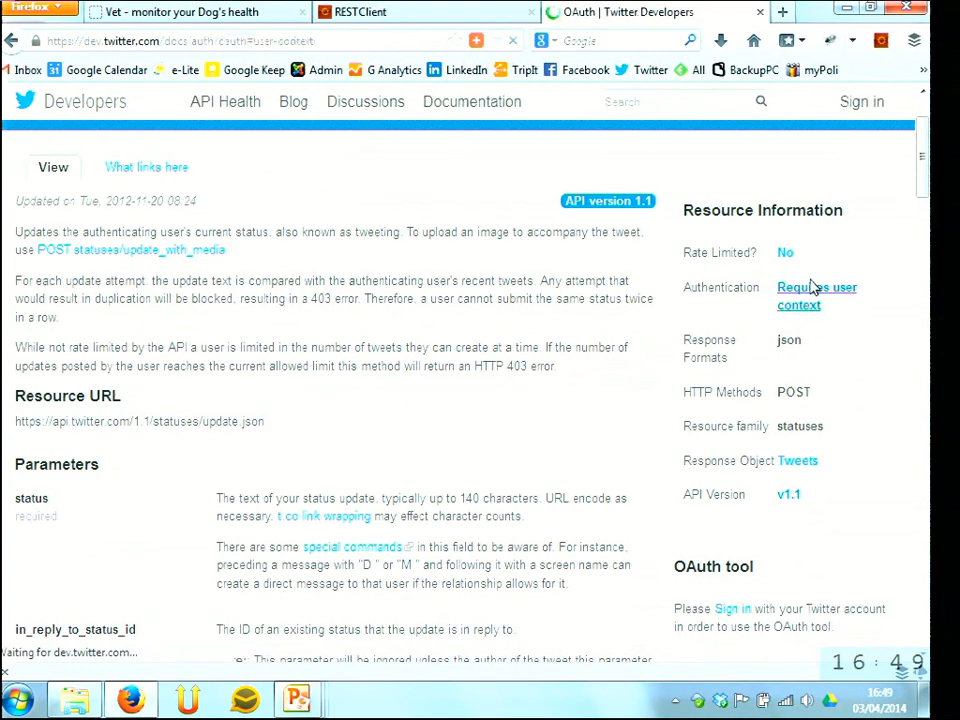 Firefox
Vet - monitor your Dog's health
RESTClient
OAuth | Twitter Developers
https://dev.twitter.com/docs/auth/oauth#user-context
Google
Inbox
Google Calendar
e-Lite
Google Keep
Admin
G Analytics
LinkedIn
TripIt
Facebook
Twitter
All
BackupPC
myPoli
Developers
API Health
Blog
Discussions
Documentation
Search
Sign in
View
What links here
Updated on Tue, 2012-11-20 08:24
API version 1.1
Updates the authenticating user's current status, also known as tweeting. To upload an image to accompany the tweet,
use POST statuses/update_with_media.
For each update attempt, the update text is compared with the authenticating user's recent tweets. Any attempt that
would result in duplication will be blocked, resulting in a 403 error. Therefore, a user cannot submit the same status twice
in a row.
While not rate limited by the API a user is limited in the number of tweets they can create at a time. If the number of
updates posted by the user reaches the current allowed limit this method will return an HTTP 403 error.
Resource URL
https://api.twitter.com/1.1/statuses/update.json
Parameters
status
required
The text of your status update, typically up to 140 characters. URL encode as
necessary. t.co link wrapping may effect character counts.
There are some special commands in this field to be aware of. For instance,
preceding a message with "D " or "M " and following it with a screen name can
create a direct message to that user if the relationship allows for it.
in_reply_to_status_id
The ID of an existing status that the update is in reply to.
This parameter will be ignored unless the author of the tweet this parameter
Resource Information
Rate Limited? No
Authentication Requires user
context
Response json
Formats
HTTP Methods POST
Resource family statuses
Response Object Tweets
API Version v1.1
OAuth tool
Please Sign in with your Twitter account
in order to use the OAuth tool.
Waiting for dev.twitter.com...
16:49
16:49
03/04/2014